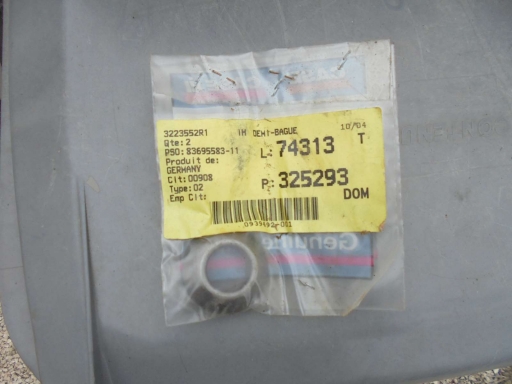 3223552R1 IH DEMI-BAGUE 10/04
Qte: 2
PSO: 83695583-11 L: 74313 T
Produit de:
GERMANY
Cit: 00908
Type: 02 P: 325293
Emp Cit: DOM
Genuine